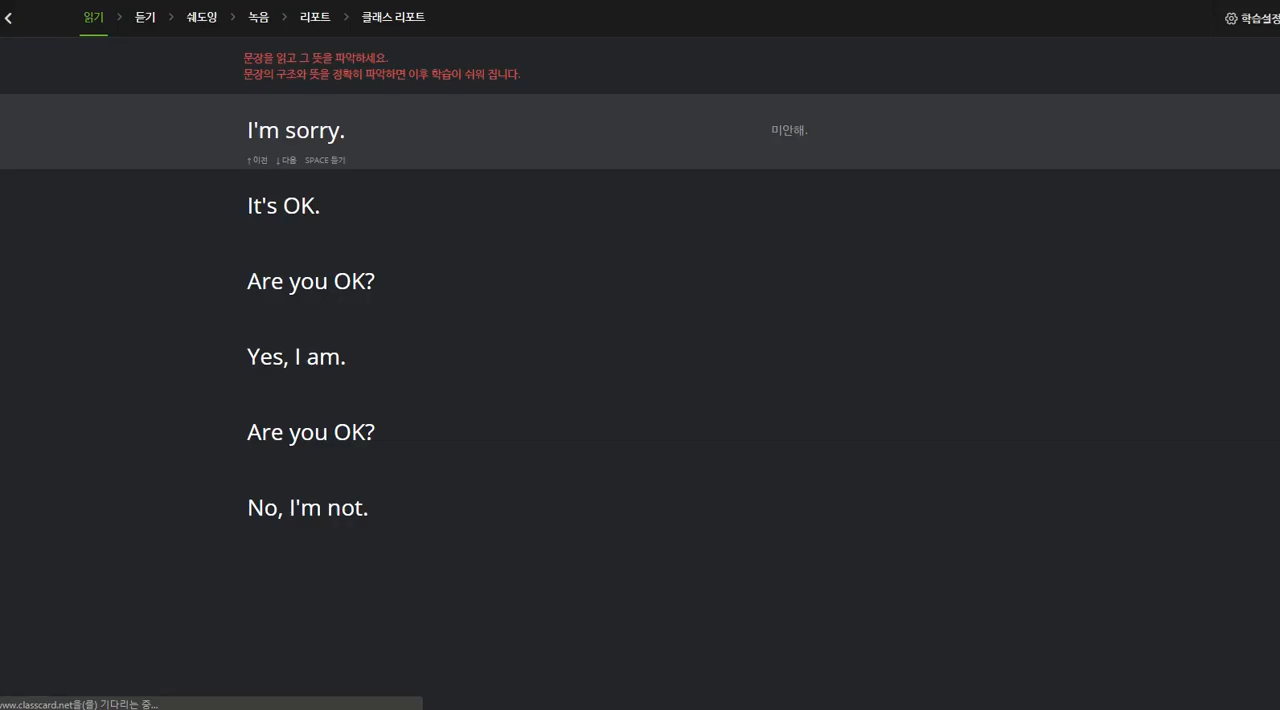 읽기 > 듣기 > 쉐도잉 > 녹음 > 리포트 > 클래스 리포트 학습설정
문장을 읽고 그 뜻을 파악하세요.
문장의 구조와 뜻을 정확히 파악하면 이후 학습이 쉬워 집니다.
I'm sorry. 미안해.
↑이전 ↓다음 SPACE 듣기
It's OK.
Are you OK?
Yes, I am.
Are you OK?
No, I'm not.
www.classcard.net을(를) 기다리는 중...